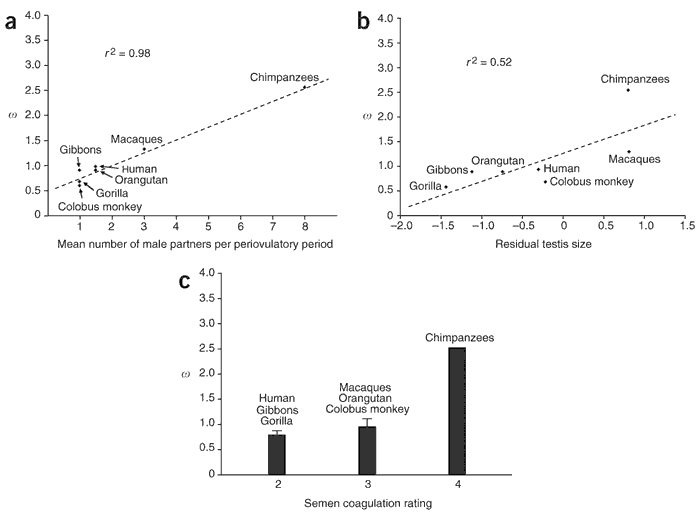 a
4.0
3.5
3.0
2.5
2.0
1.5
1.0
0.5
0
ω
r² = 0.98
Chimpanzees
Macaques
Gibbons
Human
Orangutan
Gorilla
Colobus monkey
1 2 3 4 5 6 7 8
Mean number of male partners per periovulatory period
b
4.0
3.5
3.0
2.5
2.0
1.5
1.0
0.5
0
ω
r² = 0.52
Chimpanzees
Macaques
Orangutan
Gibbons
Human
Gorilla
Colobus monkey
−2.0 −1.5 −1.0 −0.5 0 0.5 1.0 1.5
Residual testis size
c
4.0
3.5
3.0
2.5
2.0
1.5
1.0
0.5
0
ω
Chimpanzees
Macaques
Orangutan
Colobus monkey
Human
Gibbons
Gorilla
2 3 4
Semen coagulation rating